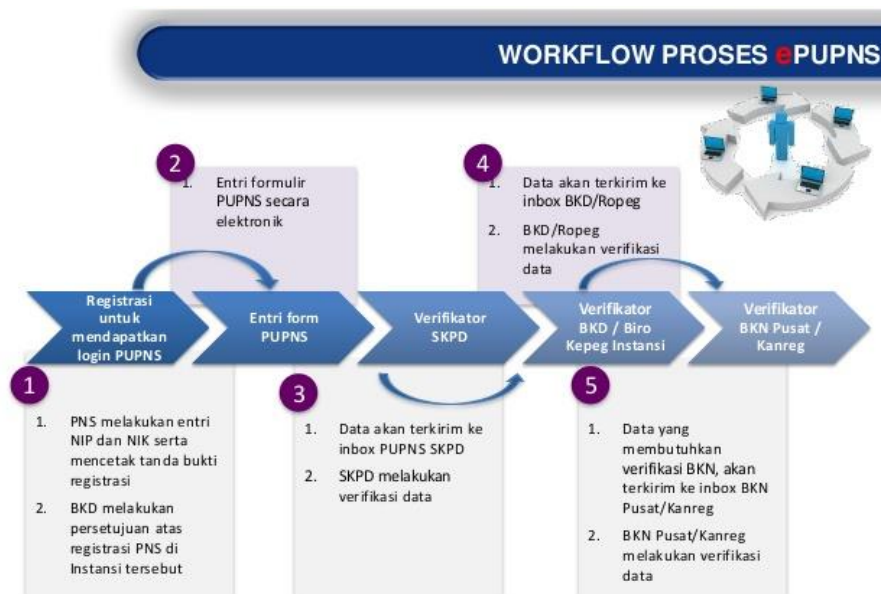 WORKFLOW PROSES ePUPNS
2
1. Entri formulir
PUPNS secara
elektronik
4
1. Data akan terkirim ke
inbox BKD/Ropeg
2. BKD/Ropeg
melakukan verifikasi
data
Registrasi
untuk
mendapatkan
login PUPNS
Entri form
PUPNS
Verifikator
SKPD
Verifikator
BKD / Biro
Kepeg Instansi
Verifikator
BKN Pusat /
Kanreg
1
1. PNS melakukan entri
NIP dan NIK serta
mencetak tanda bukti
registrasi
2. BKD melakukan
persetujuan atas
registrasi PNS di
Instansi tersebut
3
1. Data akan terkirim ke
inbox PUPNS SKPD
2. SKPD melakukan
verifikasi data
5
1. Data yang
membutuhkan
verifikasi BKN, akan
terkirim ke inbox BKN
Pusat/Kanreg
2. BKN Pusat/Kanreg
melakukan verifikasi
data